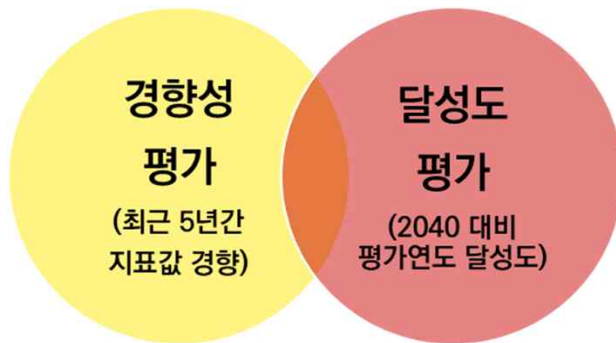 경향성
평가
(최근 5년간
지표값 경향)
달성도
평가
(2040 대비
평가연도 달성도)